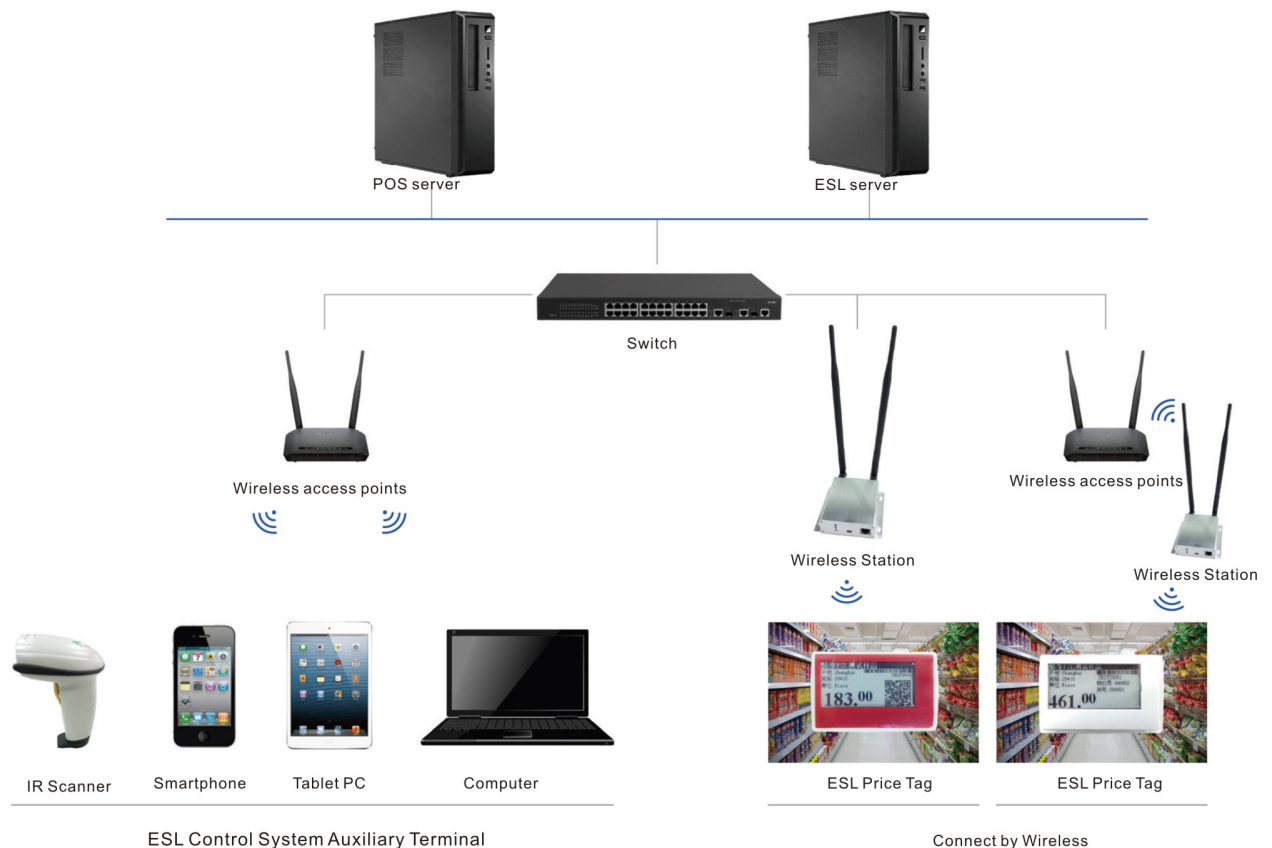 POS server
ESL server
Switch
Wireless access points
Wireless access points
Wireless Station
Wireless Station
Shanghai
183.00
461.00
IR Scanner
Smartphone
Tablet PC
Computer
ESL Price Tag
ESL Price Tag
ESL Control System Auxiliary Terminal
Connect by Wireless